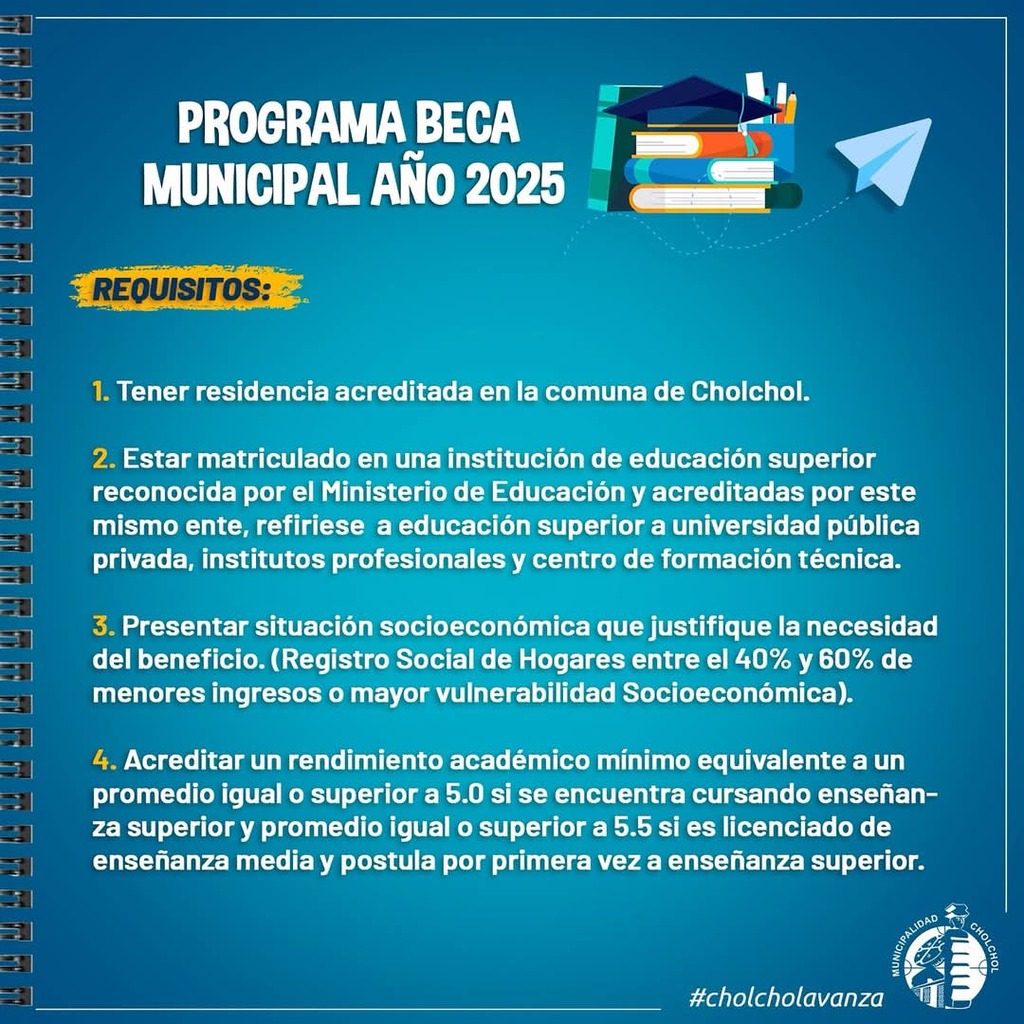 PROGRAMA BECA
MUNICIPAL AÑO 2025
REQUISITOS:
1. Tener residencia acreditada en la comuna de Cholchol.
2. Estar matriculado en una institución de educación superior
reconocida por el Ministerio de Educación y acreditadas por este
mismo ente, refiriese a educación superior a universidad pública
privada, institutos profesionales y centro de formación técnica.
3. Presentar situación socioeconómica que justifique la necesidad
del beneficio. (Registro Social de Hogares entre el 40% y 60% de
menores ingresos o mayor vulnerabilidad Socioeconómica).
4. Acreditar un rendimiento académico mínimo equivalente a un
promedio igual o superior a 5.0 si se encuentra cursando enseñan-
za superior y promedio igual o superior a 5.5 si es licenciado de
enseñanza media y postula por primera vez a enseñanza superior.
#cholcholavanza
MUNICIPALIDAD CHOLCHOL